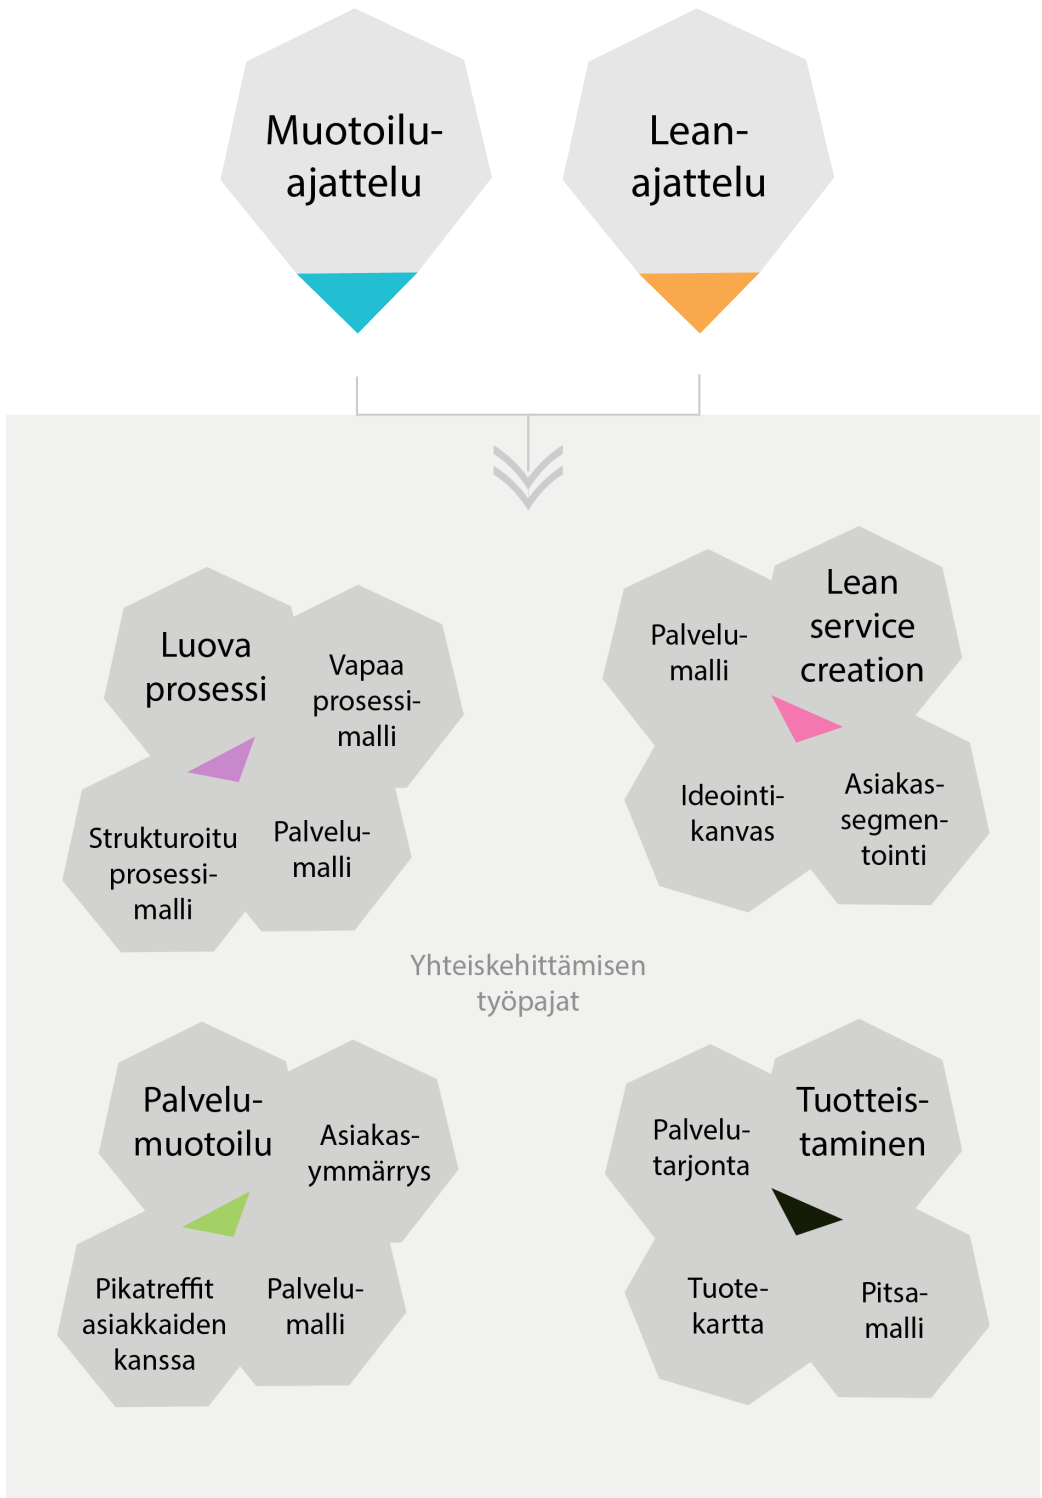 Muotoilu-
ajattelu
Lean-
ajattelu
Luova
prosessi
Vapaa
prosessi-
malli
Strukturoitu
prosessi-
malli
Palvelu-
malli
Palvelu-
malli
Lean
service
creation
Ideointi-
kanvas
Asiakas-
segmen-
tointi
Yhteiskehittämisen
työpajat
Palvelu-
muotoilu
Asiakas-
ymmärrys
Pikatreffit
asiakkaiden
kanssa
Palvelu-
malli
Palvelu-
tarjonta
Tuotteis-
taminen
Tuote-
kartta
Pitsa-
malli